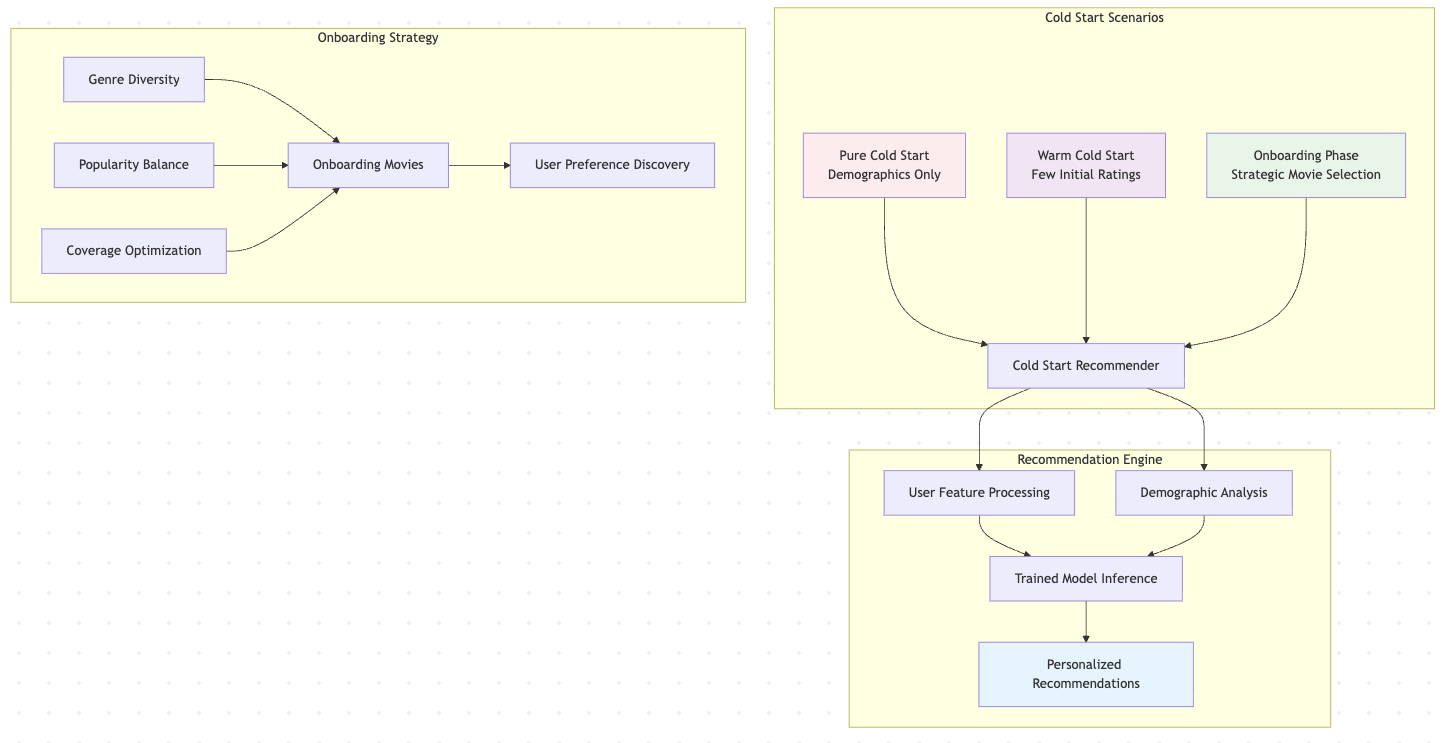 Onboarding Strategy
Genre Diversity
Popularity Balance
Onboarding Movies
User Preference Discovery
Coverage Optimization
Cold Start Scenarios
Pure Cold Start
Demographics Only
Warm Cold Start
Few Initial Ratings
Onboarding Phase
Strategic Movie Selection
Cold Start Recommender
Recommendation Engine
User Feature Processing
Demographic Analysis
Trained Model Inference
Personalized
Recommendations